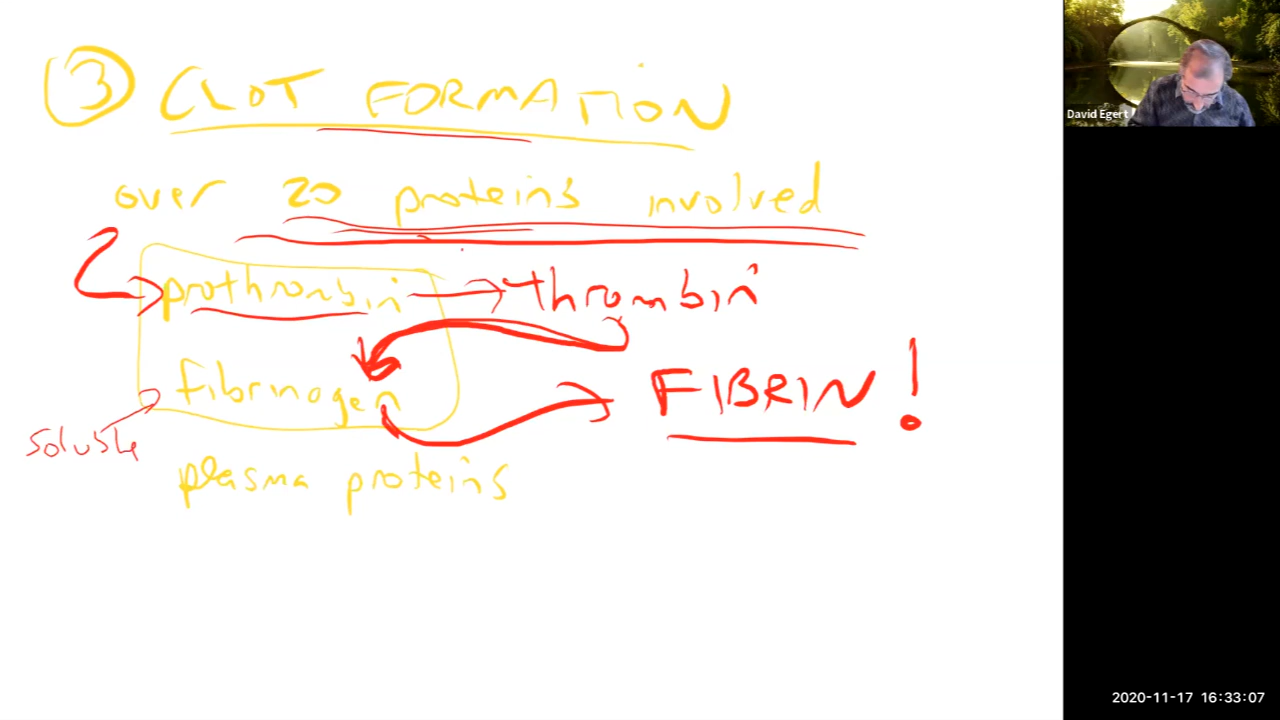 ③ CLOT FORMATION
over 20 proteins involved
prothrombin → thrombin
fibrinogen → FIBRIN!
soluble
plasma proteins
David Egert
2020-11-17 16:33:07